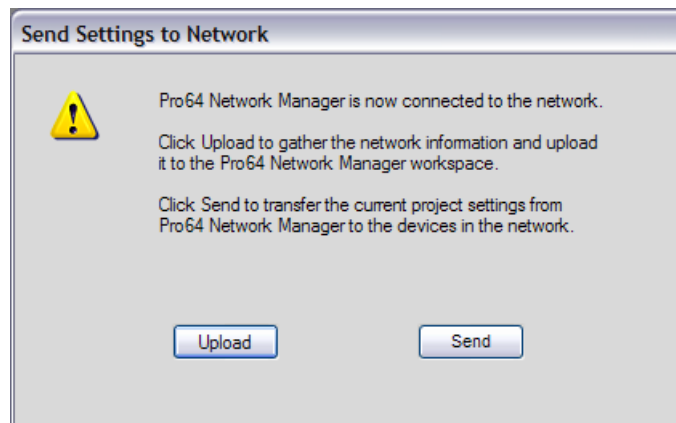 Send Settings to Network
Pro64 Network Manager is now connected to the network.
Click Upload to gather the network information and upload
it to the Pro64 Network Manager workspace.
Click Send to transfer the current project settings from
Pro64 Network Manager to the devices in the network.
Upload Send